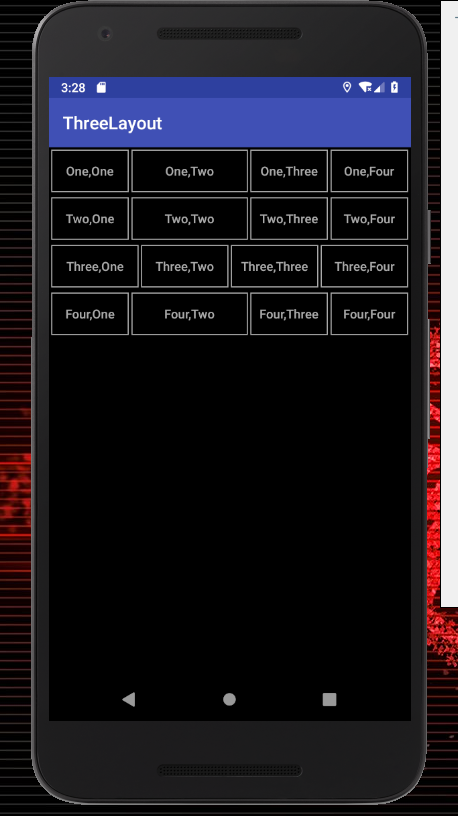 3:28
ThreeLayout
One,One One,Two One,Three One,Four
Two,One Two,Two Two,Three Two,Four
Three,One Three,Two Three,Three Three,Four
Four,One Four,Two Four,Three Four,Four